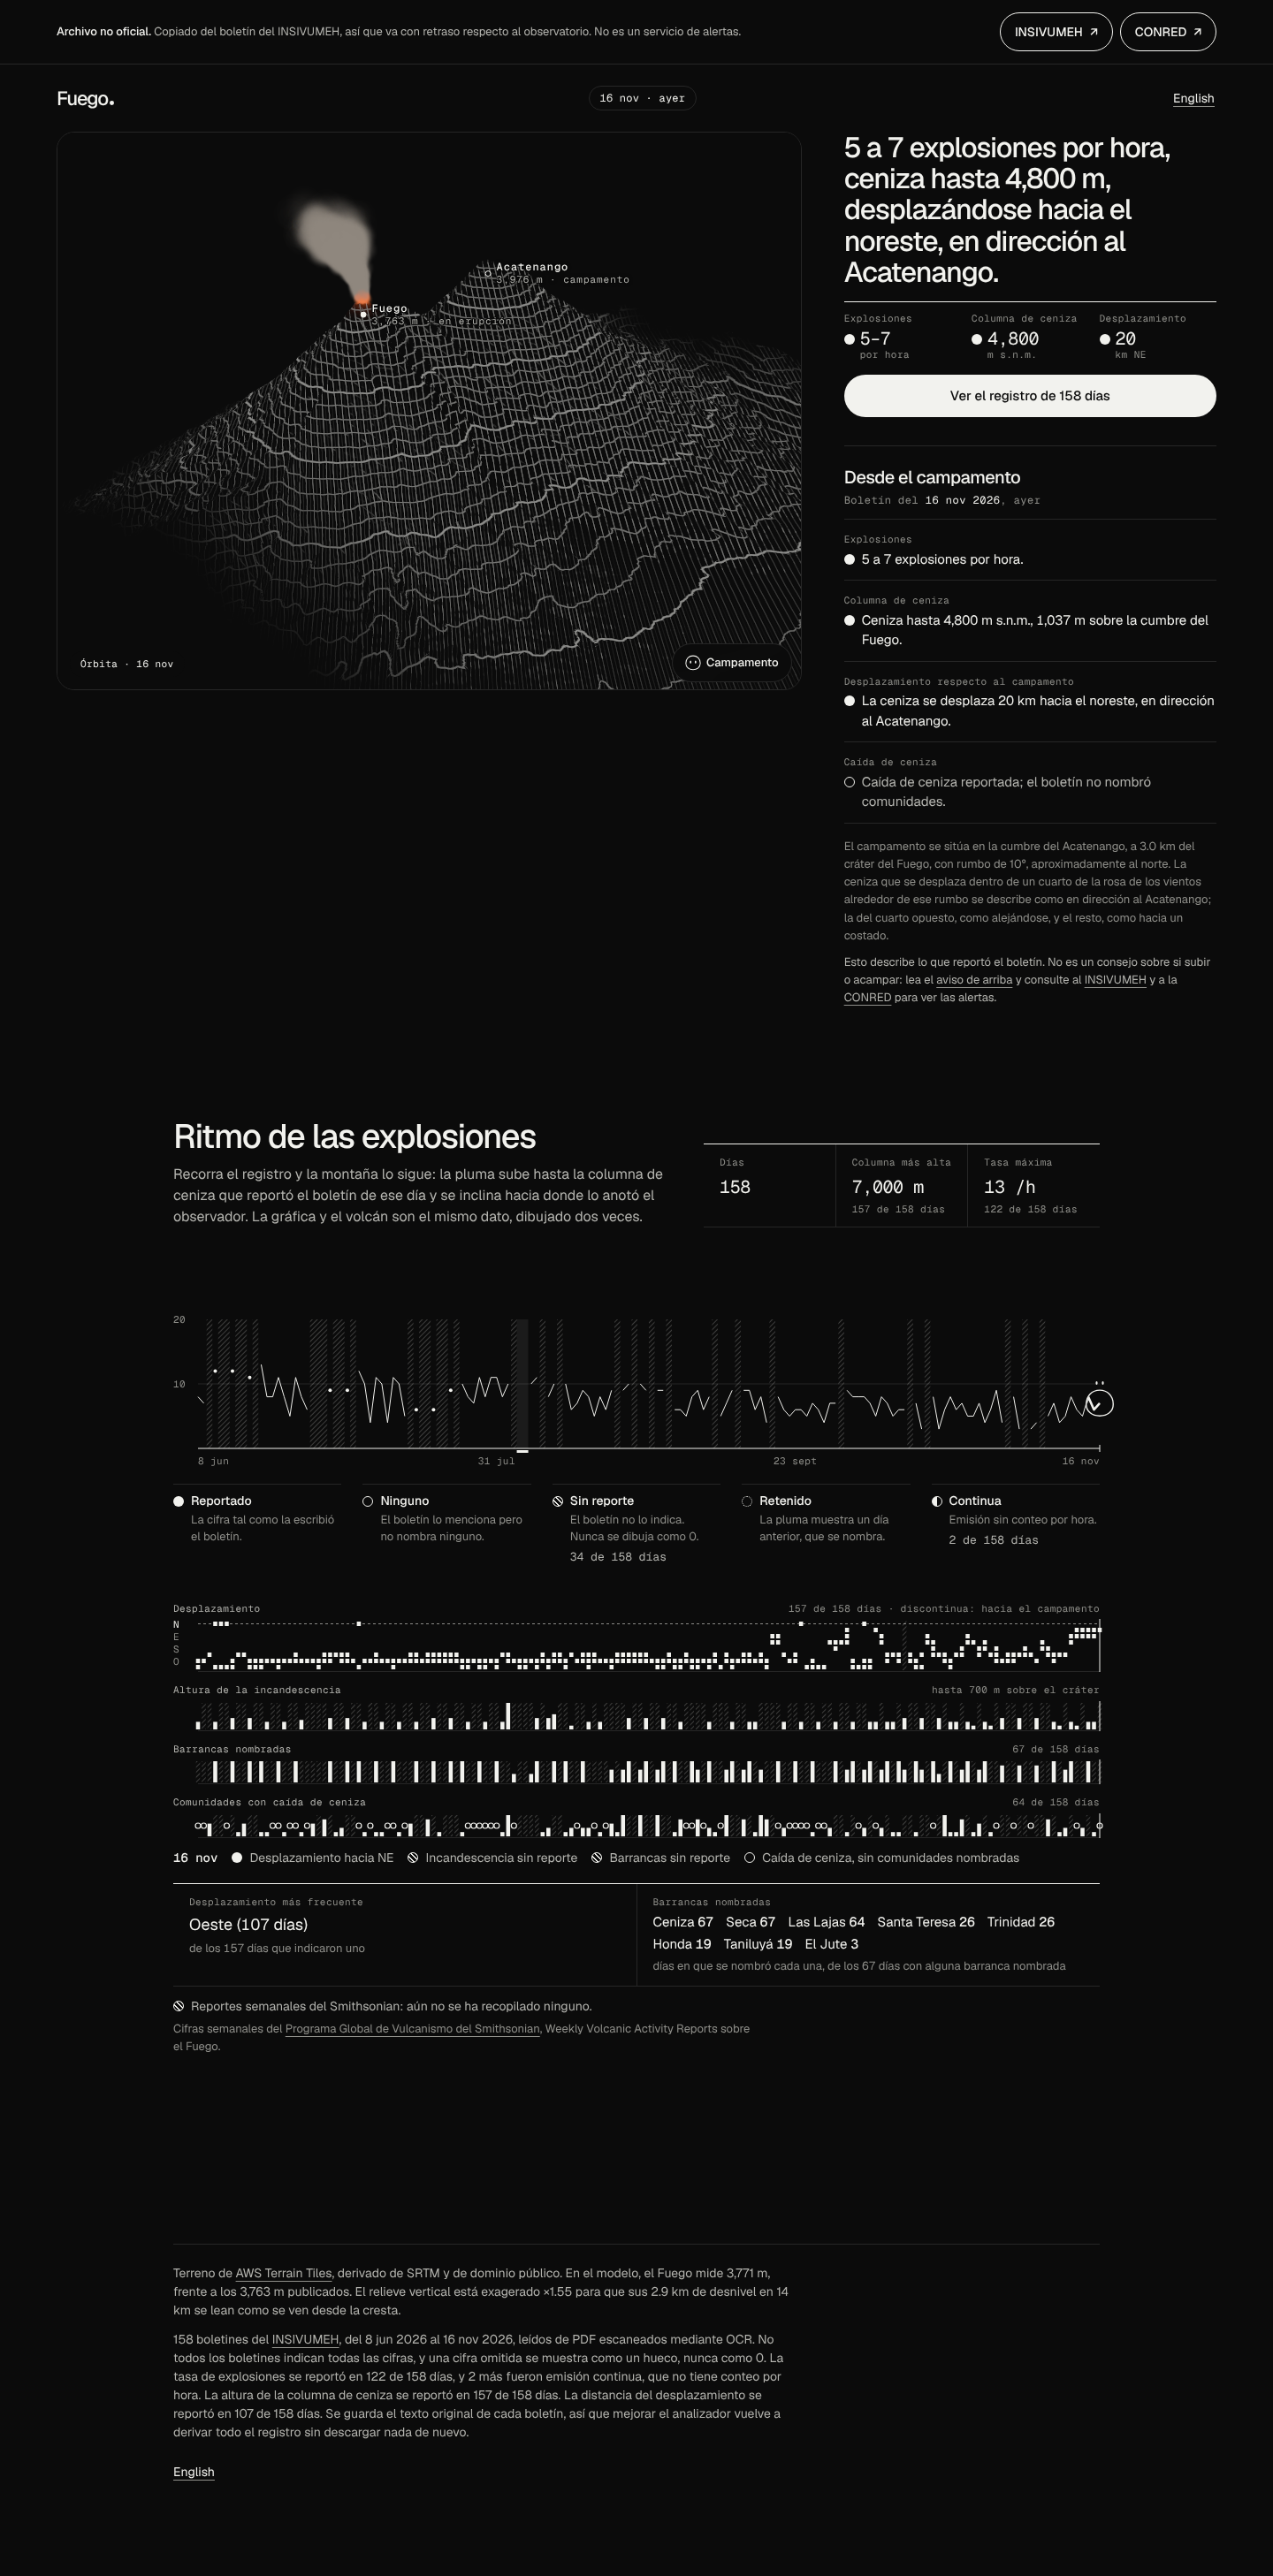 Archivo no oficial. Copiado del boletín del INSIVUMEH, así que va con retraso respecto al observatorio. No es un servicio de alertas.
INSIVUMEH ↗
CONRED ↗
Fuego.
16 nov · ayer
English
Acatenango
3,976 m · campamento
Fuego
3,763 m · en erupción
Órbita · 16 nov
Campamento
5 a 7 explosiones por hora,
ceniza hasta 4,800 m,
desplazándose hacia el
noreste, en dirección al
Acatenango.
Explosiones
5–7
por hora
Columna de ceniza
4,800
m s.n.m.
Desplazamiento
20
km NE
Ver el registro de 158 días
Desde el campamento
Boletín del 16 nov 2026, ayer
Explosiones
5 a 7 explosiones por hora.
Columna de ceniza
Ceniza hasta 4,800 m s.n.m., 1,037 m sobre la cumbre del
Fuego.
Desplazamiento respecto al campamento
La ceniza se desplaza 20 km hacia el noreste, en dirección
al Acatenango.
Caída de ceniza
Caída de ceniza reportada; el boletín no nombró
comunidades.
El campamento se sitúa en la cumbre del Acatenango, a 3.0 km del
cráter del Fuego, con rumbo de 10°, aproximadamente al norte. La
ceniza que se desplaza dentro de un cuarto de la rosa de los vientos
alrededor de ese rumbo se describe como en dirección al Acatenango;
la del cuarto opuesto, como alejándose, y el resto, como hacia un
costado.
Esto describe lo que reportó el boletín. No es un consejo sobre si subir
o acampar: lea el aviso de arriba y consulte al INSIVUMEH y a la
CONRED para ver las alertas.
Ritmo de las explosiones
Recorra el registro y la montaña lo sigue: la pluma sube hasta la columna de
ceniza que reportó el boletín de ese día y se inclina hacia donde lo anotó el
observador. La gráfica y el volcán son el mismo dato, dibujado dos veces.
Días
158
Columna más alta
7,000 m
157 de 158 días
Tasa máxima
13 /h
122 de 158 días
20
10
8 jun
31 jul
23 sept
16 nov
Reportado
La cifra tal como la escribió
el boletín.
Ninguno
El boletín lo menciona pero
no nombra ninguno.
Sin reporte
El boletín no lo indica.
Nunca se dibuja como 0.
34 de 158 días
Retenido
La pluma muestra un día
anterior, que se nombra.
Continua
Emisión sin conteo por hora.
2 de 158 días
Desplazamiento
157 de 158 días · discontinua: hacia el campamento
N
E
S
O
Altura de la incandescencia
hasta 700 m sobre el cráter
Barrancas nombradas
67 de 158 días
Comunidades con caída de ceniza
64 de 158 días
16 nov Desplazamiento hacia NE Incandescencia sin reporte Barrancas sin reporte Caída de ceniza, sin comunidades nombradas
Desplazamiento más frecuente
Oeste (107 días)
de los 157 días que indicaron uno
Barrancas nombradas
Ceniza 67 Seca 67 Las Lajas 64 Santa Teresa 26 Trinidad 26
Honda 19 Taniluyá 19 El Jute 3
días en que se nombró cada una, de los 67 días con alguna barranca nombrada
Reportes semanales del Smithsonian: aún no se ha recopilado ninguno.
Cifras semanales del Programa Global de Vulcanismo del Smithsonian, Weekly Volcanic Activity Reports sobre
el Fuego.
Terreno de AWS Terrain Tiles, derivado de SRTM y de dominio público. En el modelo, el Fuego mide 3,771 m,
frente a los 3,763 m publicados. El relieve vertical está exagerado ×1.55 para que sus 2.9 km de desnivel en 14
km se lean como se ven desde la cresta.
158 boletines del INSIVUMEH, del 8 jun 2026 al 16 nov 2026, leídos de PDF escaneados mediante OCR. No
todos los boletines indican todas las cifras, y una cifra omitida se muestra como un hueco, nunca como 0. La
tasa de explosiones se reportó en 122 de 158 días, y 2 más fueron emisión continua, que no tiene conteo por
hora. La altura de la columna de ceniza se reportó en 157 de 158 días. La distancia del desplazamiento se
reportó en 107 de 158 días. Se guarda el texto original de cada boletín, así que mejorar el analizador vuelve a
derivar todo el registro sin descargar nada de nuevo.
English